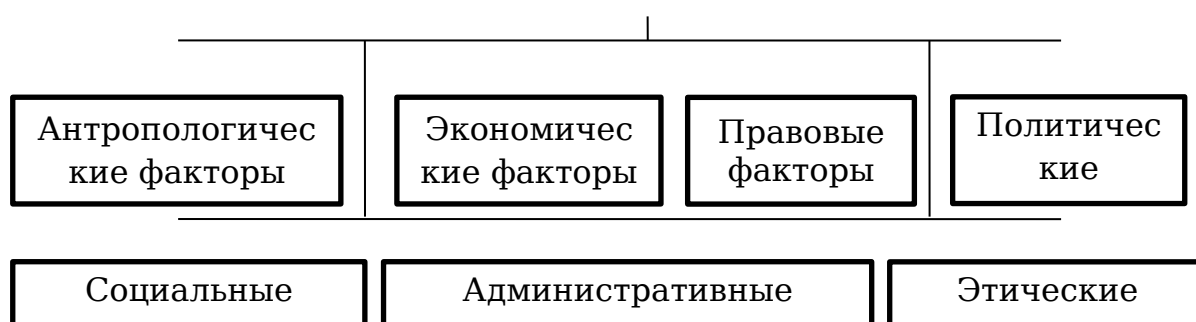 Антропологичес
кие факторы
Экономичес
кие факторы
Правовые
факторы
Политичес
кие
Социальные
Административные
Этические